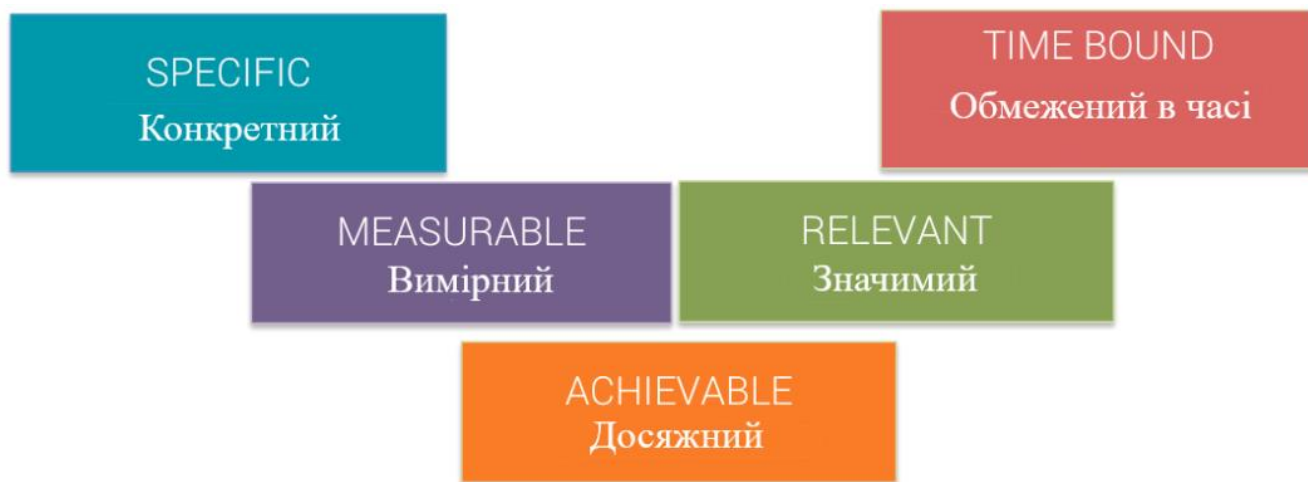 SPECIFIC
Конкретний
MEASURABLE
Вимірний
ACHIEVABLE
Досяжний
RELEVANT
Значимий
TIME BOUND
Обмежений в часі